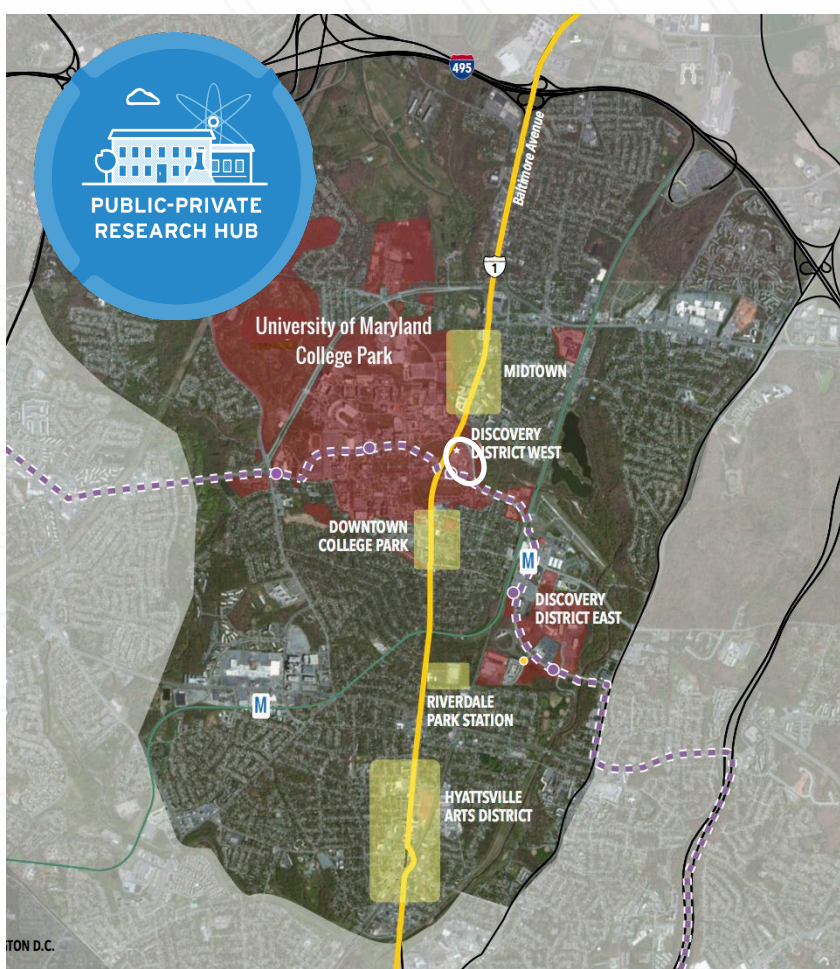 495
Baltimore Avenue
PUBLIC-PRIVATE
RESEARCH HUB
1
University of Maryland
College Park
MIDTOWN
DISCOVERY
DISTRICT WEST
DOWNTOWN
COLLEGE PARK
M
DISCOVERY
DISTRICT EAST
M
RIVERDALE
PARK STATION
HYATTSVILLE
ARTS DISTRICT
TON D.C.